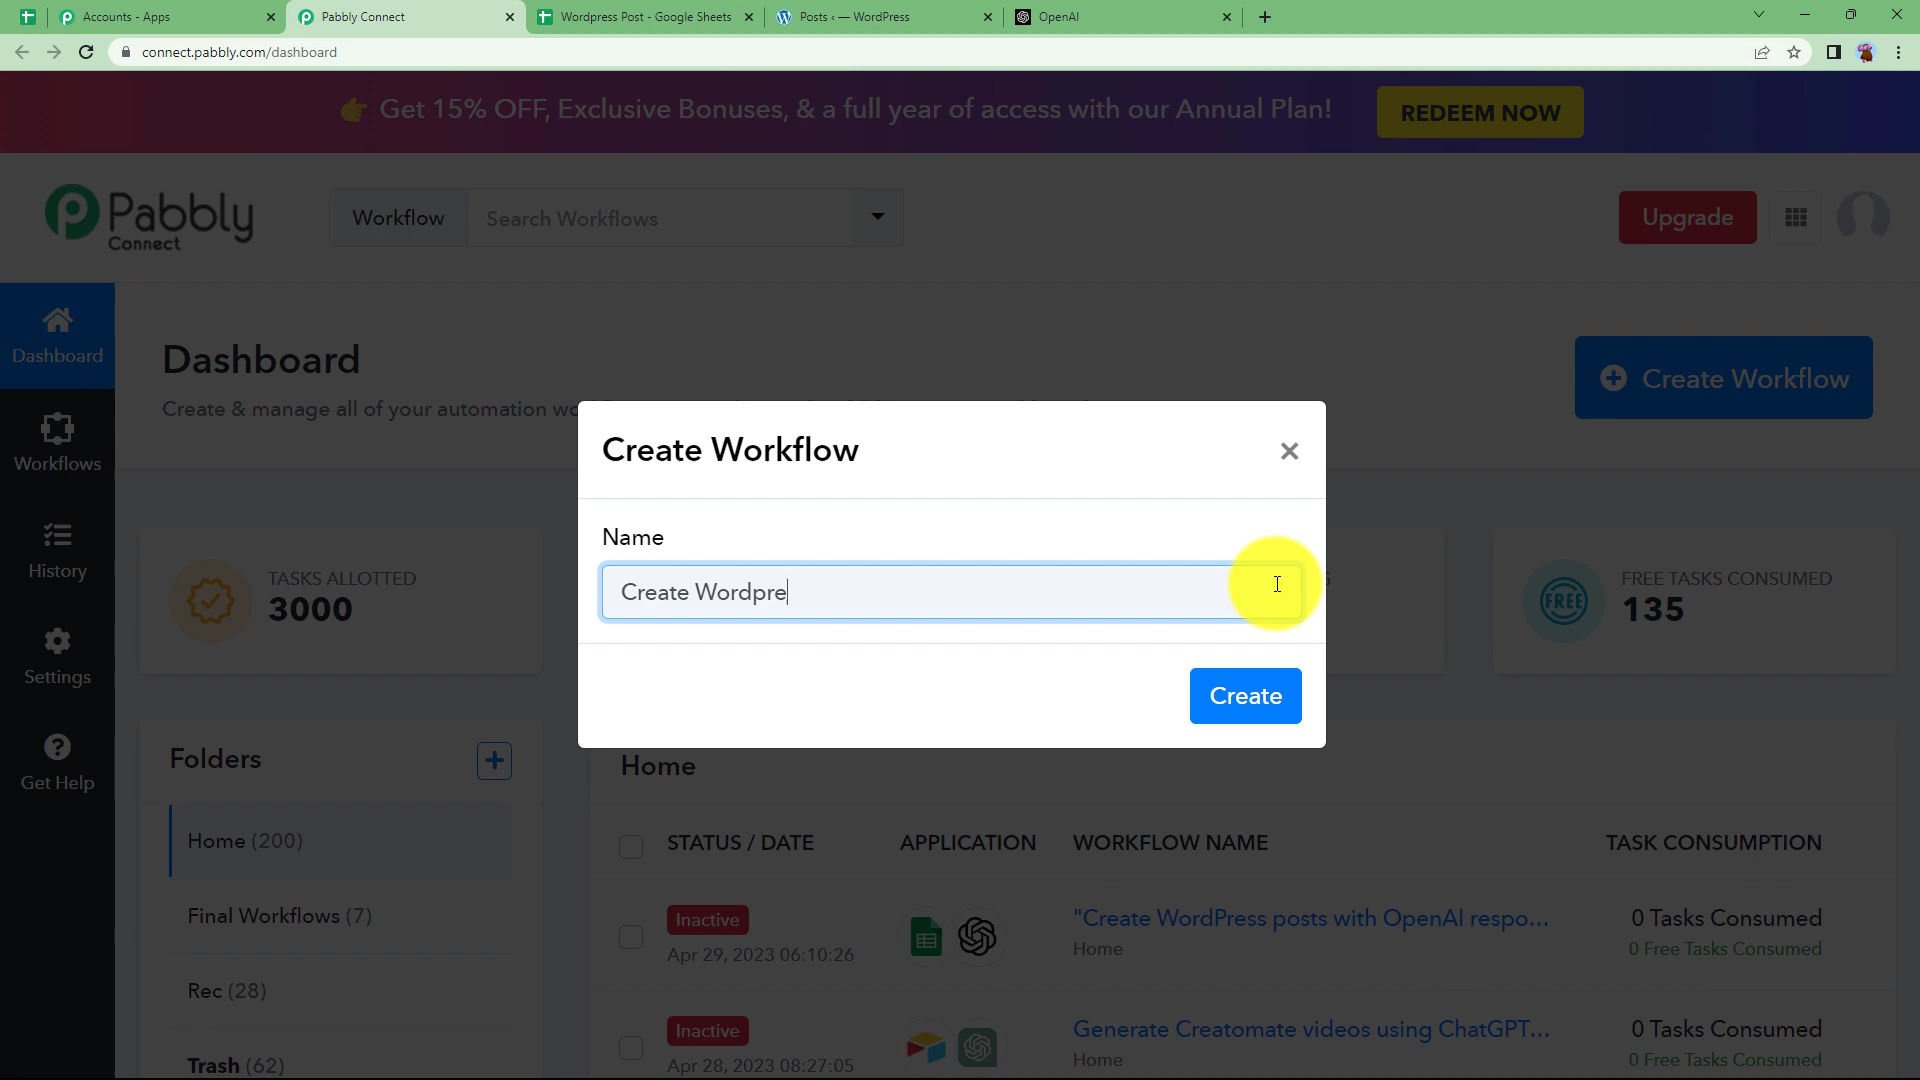 Accounts - Apps
Pabbly Connect
Wordpress Post - Google Sheets
Posts ‹ — WordPress
OpenAI
connect.pabbly.com/dashboard
Get 15% OFF, Exclusive Bonuses, & a full year of access with our Annual Plan!
REDEEM NOW
Pabbly
Connect
Workflow
Search Workflows
Upgrade
Dashboard
Workflows
History
Settings
Get Help
Dashboard
Create & manage all of your automation
Create Workflow
Create Workflow
Name
Create Wordpre
Create
TASKS ALLOTTED
3000
FREE
FREE TASKS CONSUMED
135
Folders
Home (200)
Final Workflows (7)
Rec (28)
Trash (62)
Home
STATUS / DATE
APPLICATION
WORKFLOW NAME
TASK CONSUMPTION
Inactive
Apr 29, 2023 06:10:26
"Create WordPress posts with OpenAI respo...
Home
0 Tasks Consumed
0 Free Tasks Consumed
Inactive
Apr 28, 2023 08:27:05
Generate Creatomate videos using ChatGPT...
Home
0 Tasks Consumed
0 Free Tasks Consumed